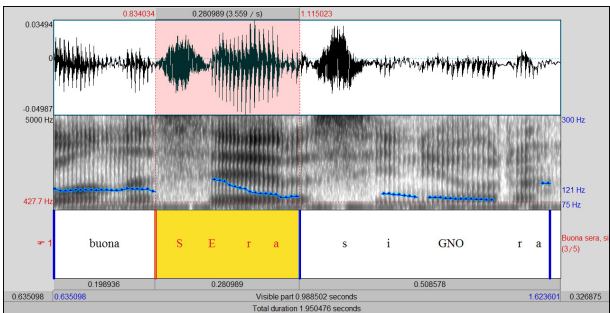 0.834034 0.280989 (3.559 / s) 1.115023
0.03494
0
-0.04987
5000 Hz 300 Hz
121 Hz
427.7 Hz 75 Hz
1 buona S E r a s i GNO r a Buona sera, si
(3/5)
0.198936 0.280989 0.508578
0.635098 0.635098 Visible part 0.988502 seconds 1.623601 0.326875
Total duration 1.950476 seconds